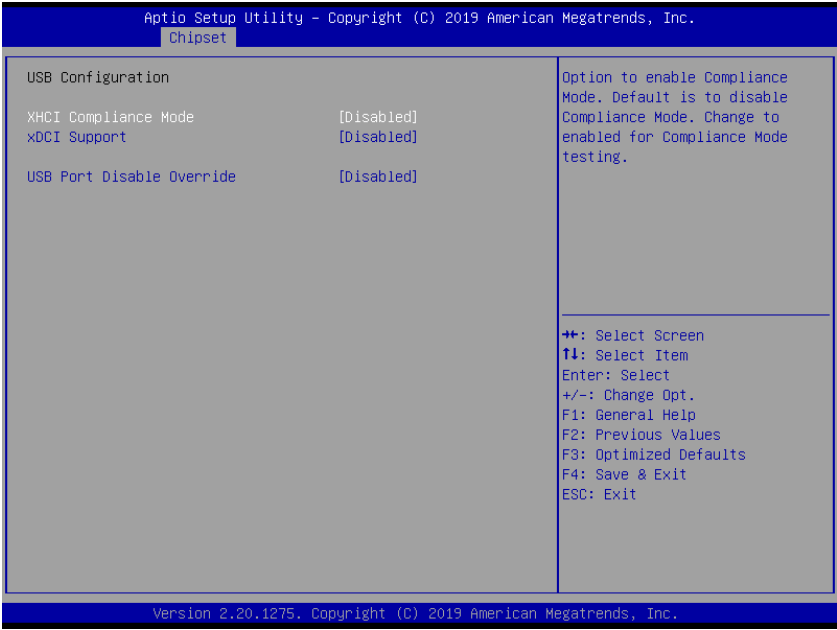 Aptio Setup Utility – Copyright (C) 2019 American Megatrends, Inc.
Chipset
USB Configuration
XHCI Compliance Mode [Disabled]
xDCI Support [Disabled]
USB Port Disable Override [Disabled]
Option to enable Compliance
Mode. Default is to disable
Compliance Mode. Change to
enabled for Compliance Mode
testing.
→←: Select Screen
↑↓: Select Item
Enter: Select
+/-: Change Opt.
F1: General Help
F2: Previous Values
F3: Optimized Defaults
F4: Save & Exit
ESC: Exit
Version 2.20.1275. Copyright (C) 2019 American Megatrends, Inc.